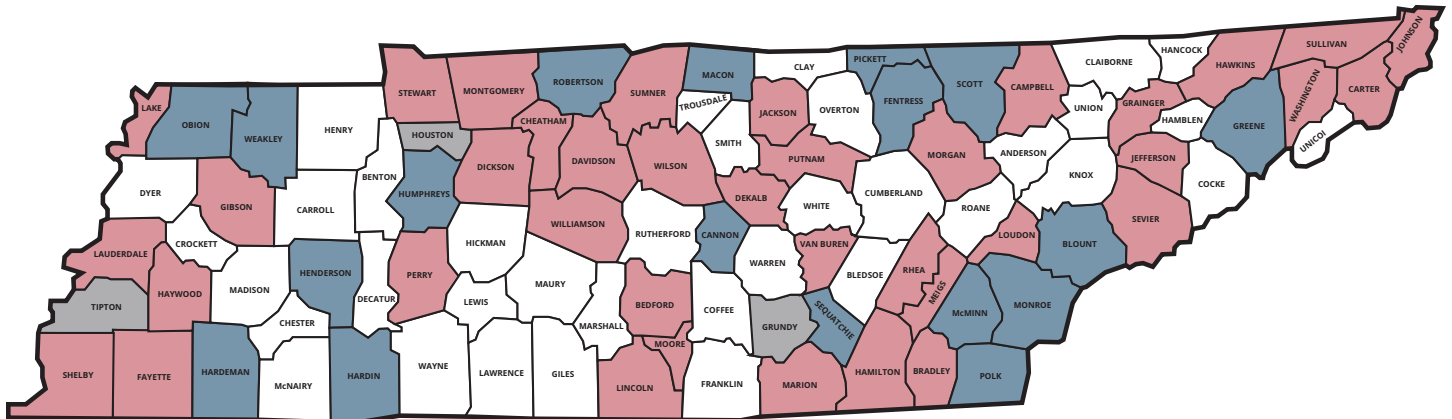 JOHNSON
SULLIVAN
HANCOCK
CLAIBORNE
HAWKINS
PICKETT
CLAY
MACON
ROBERTSON
SCOTT
CAMPBELL
CARTER
WASHINGTON
SUMNER
STEWART
MONTGOMERY
FENTRESS
TROUSDALE
GRAINGER
UNION
LAKE
OVERTON
JACKSON
HAMBLEN
CHEATHAM
OBION
GREENE
HENRY
HOUSTON
WEAKLEY
UNICOI
SMITH
ANDERSON
MORGAN
JEFFERSON
PUTNAM
DAVIDSON
WILSON
DICKSON
KNOX
BENTON
COCKE
DYER
HUMPHREYS
CUMBERLAND
DEKALB
WHITE
GIBSON
CARROLL
ROANE
SEVIER
WILLIAMSON
RUTHERFORD
CANNON
LOUDON
CROCKETT
HICKMAN
VAN BUREN
BLOUNT
LAUDERDALE
WARREN
RHEA
HENDERSON
PERRY
BLEDSOE
MAURY
MADISON
HAYWOOD
MEIGS
DECATUR
LEWIS
BEDFORD
MONROE
TIPTON
COFFEE
McMINN
SEQUATCHIE
CHESTER
MARSHALL
GRUNDY
MOORE
WAYNE
HARDEMAN
HAMILTON
BRADLEY
LAWRENCE
GILES
SHELBY
FAYETTE
HARDIN
POLK
McNAIRY
LINCOLN
FRANKLIN
MARION